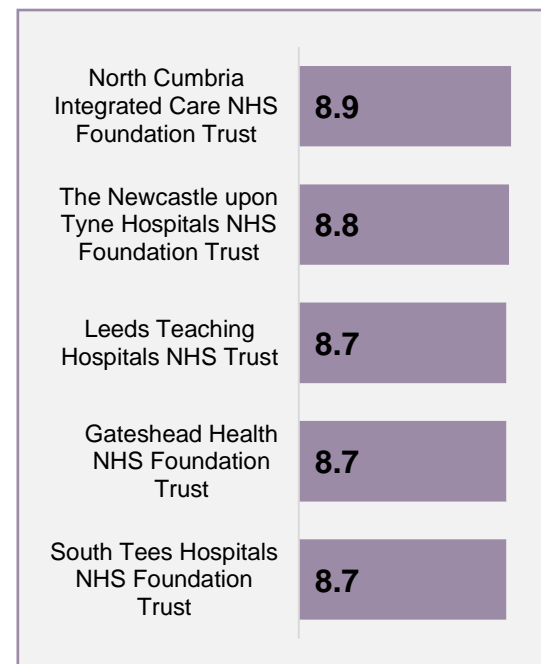 North Cumbria
Integrated Care NHS
Foundation Trust
8.9
The Newcastle upon
Tyne Hospitals NHS
Foundation Trust
8.8
Leeds Teaching
Hospitals NHS Trust
8.7
Gateshead Health
NHS Foundation
Trust
8.7
South Tees Hospitals
NHS Foundation
Trust
8.7